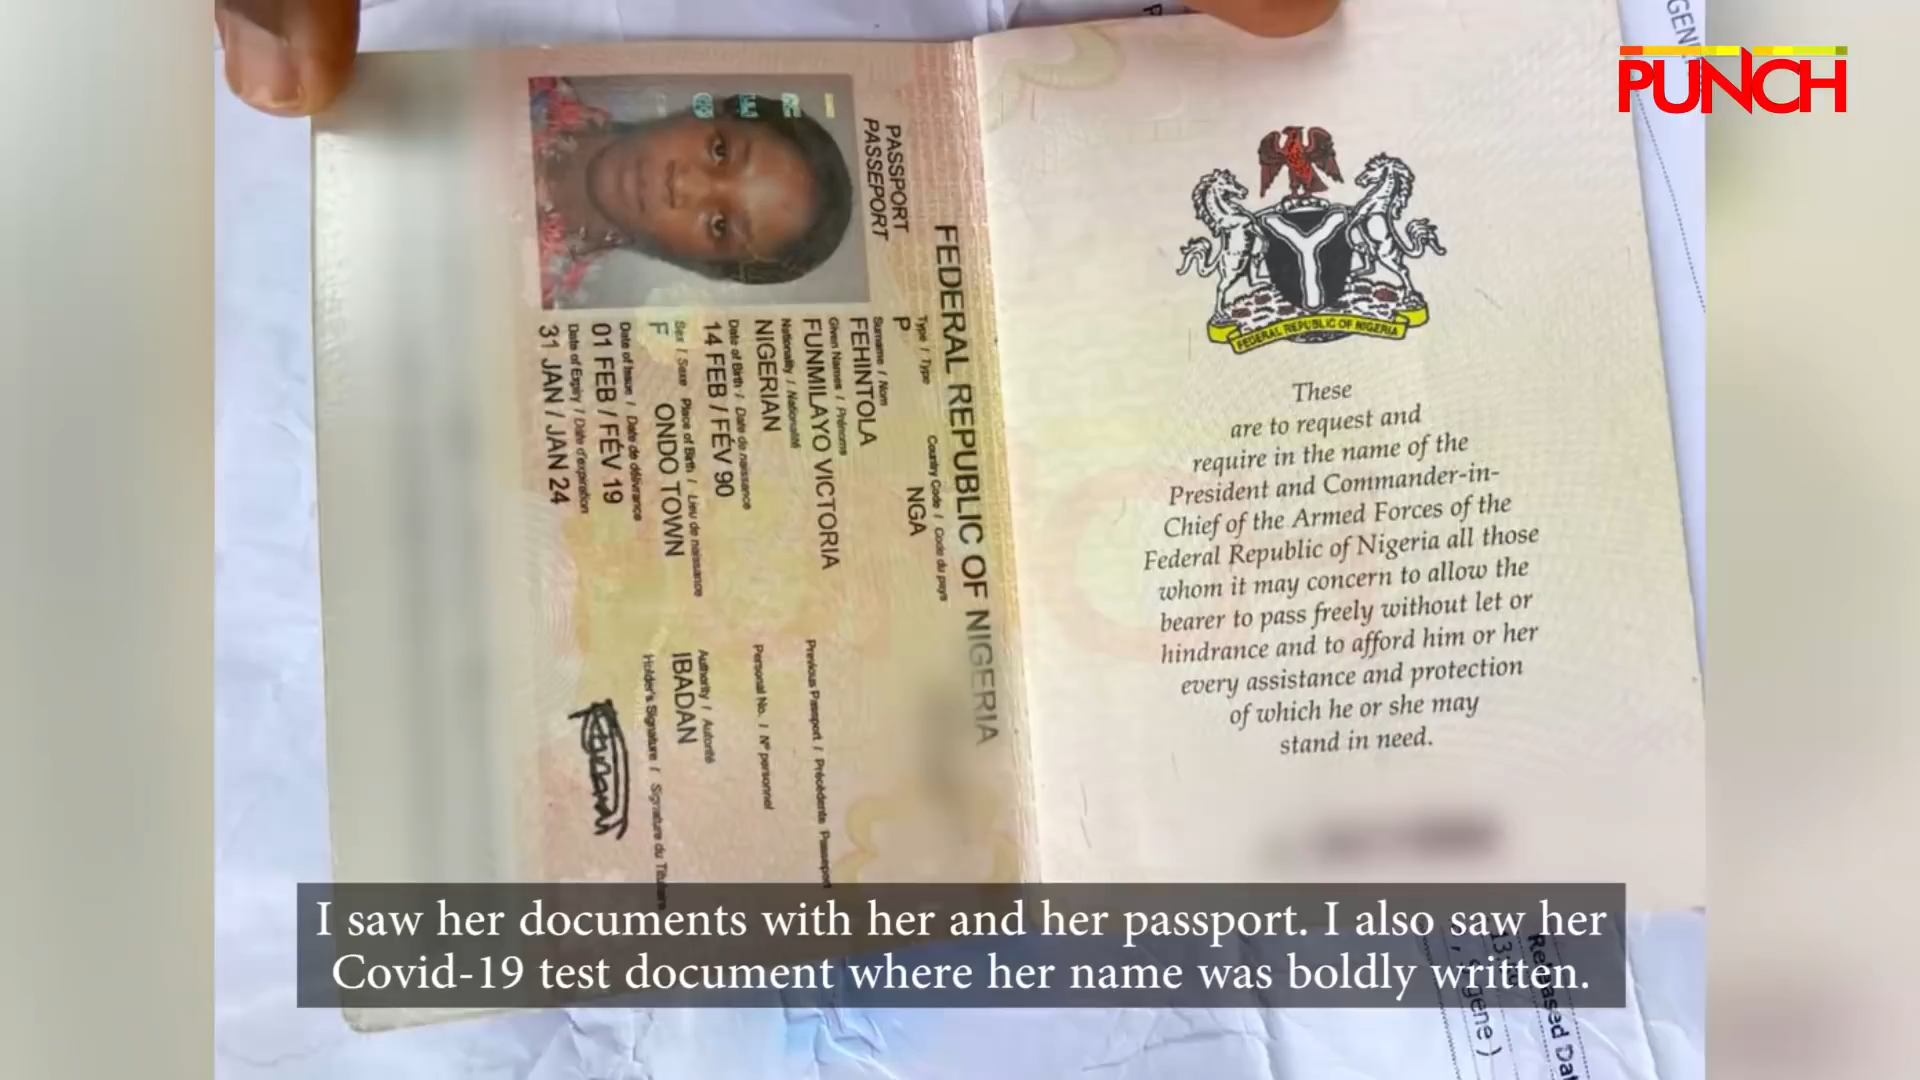 PUNCH
PASSPORT
PASSEPORT
FEDERAL REPUBLIC OF NIGERIA
Type / Type
Country Code / Code du pays
P
NGA
Surname / Nom
FEHINTOLA
Given Names / Prénoms
FUNMILAYO VICTORIA
Previous Passport / Précédente Passeport
Nationality / Nationalité
NIGERIAN
Personal No. / Nº personnel
Date of Birth / Date de naissance
14 FEB / FÉV 90
Sex / Sexe
Place of Birth / Lieu de naissance
Authority / Autorité
F
ONDO TOWN
IBADAN
Date of Issue / Date de délivrance
Holder's Signature / Signature du Titulaire
01 FEB / FÉV 19
Date of Expiry / Date d'expiration
31 JAN / JAN 24
FEDERAL REPUBLIC OF NIGERIA
These
are to request and
require in the name of the
President and Commander-in-
Chief of the Armed Forces of the
Federal Republic of Nigeria all those
whom it may concern to allow the
bearer to pass freely without let or
hindrance and to afford him or her
every assistance and protection
of which he or she may
stand in need.
I saw her documents with her and her passport. I also saw her
Covid-19 test document where her name was boldly written.